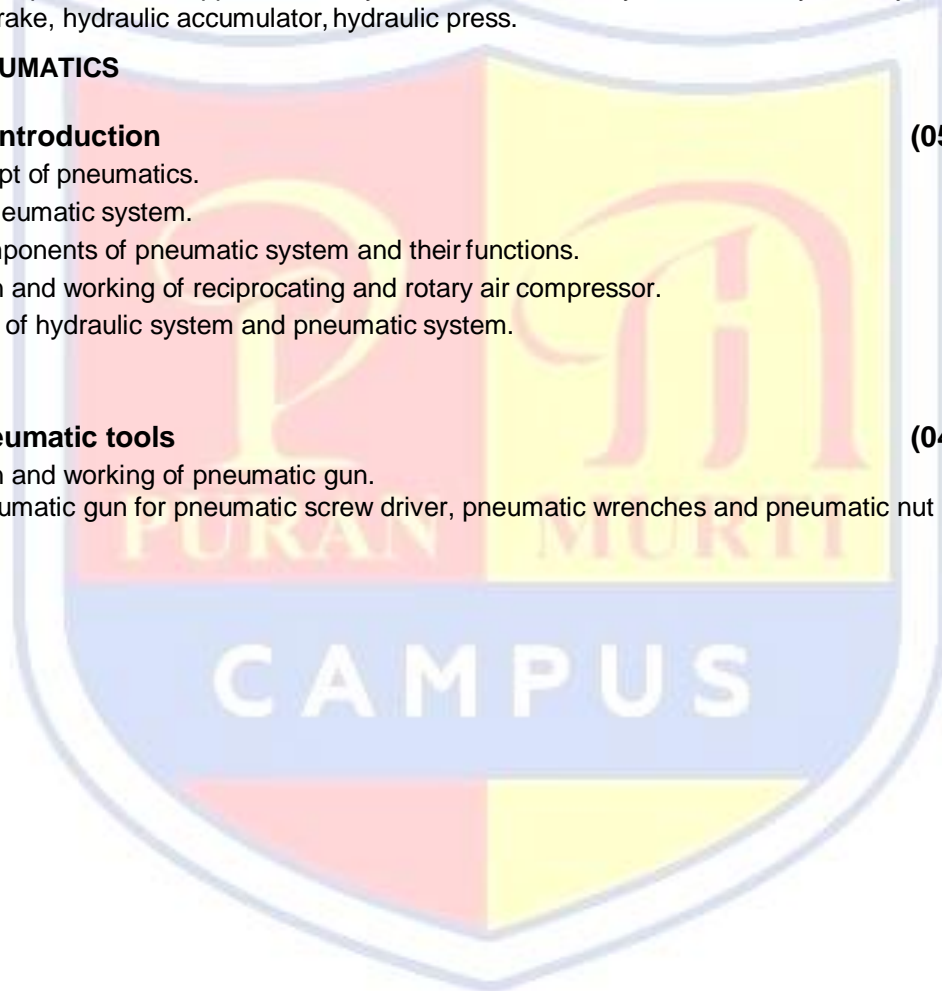 rake, hydraulic accumulator, hydraulic press.
UMATICS
ntroduction (05
pt of pneumatics.
neumatic system.
nponents of pneumatic system and their functions.
n and working of reciprocating and rotary air compressor.
of hydraulic system and pneumatic system.
eumatic tools (04
n and working of pneumatic gun.
umatic gun for pneumatic screw driver, pneumatic wrenches and pneumatic nut
PURAN MURTI
CAMPUS